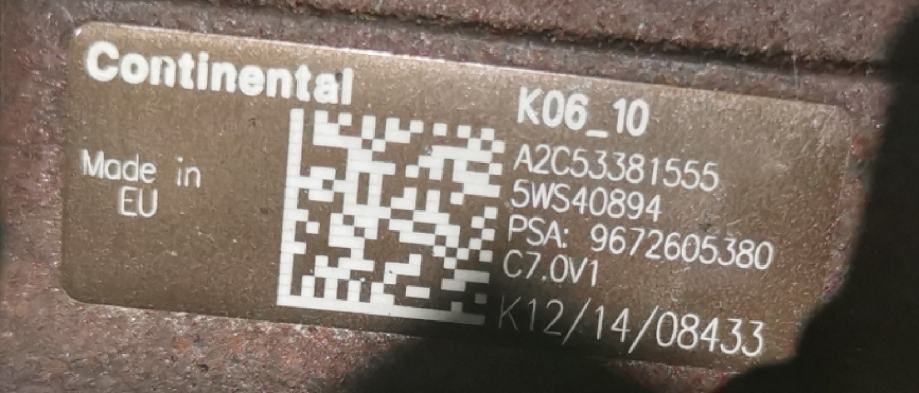 Continental
Made in
EU
K06_10
A2C53381555
5WS40894
PSA: 9672605380
C7.0V1
K12/14/08433